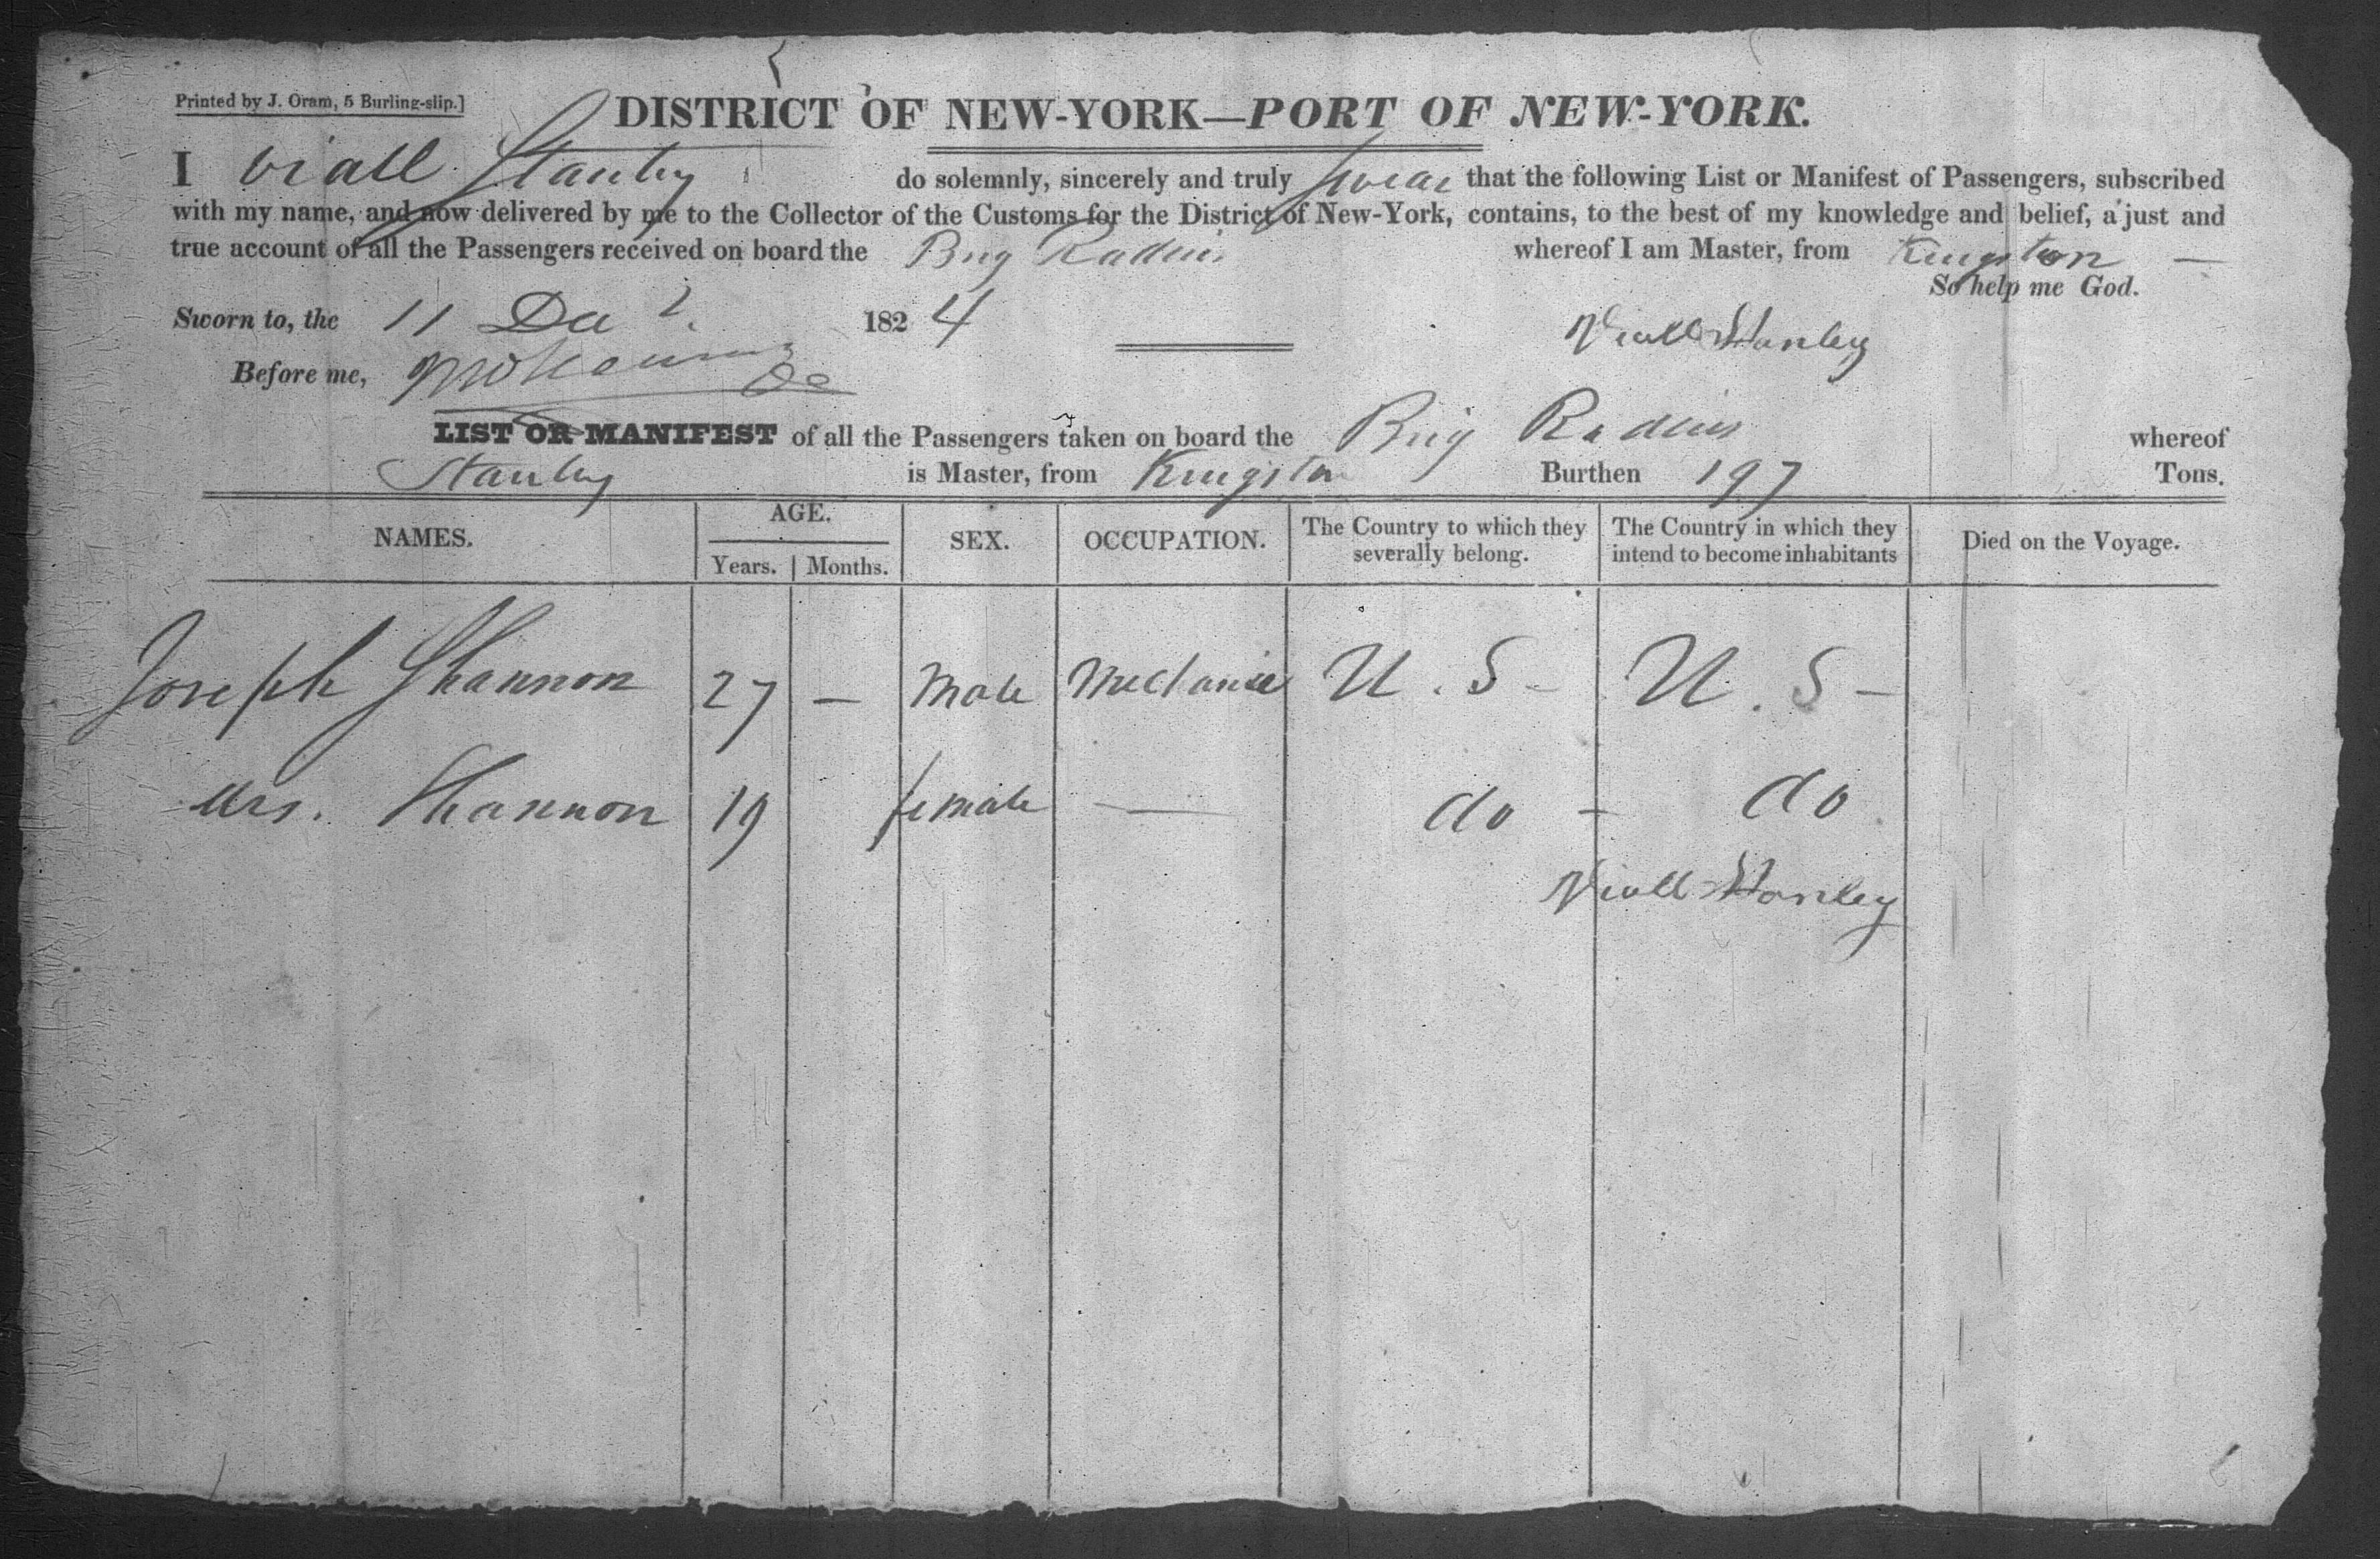 Printed by J. Oram, 5 Burling-slip.]
DISTRICT OF NEW-YORK—PORT OF NEW-YORK.
I Viall Stanley do solemnly, sincerely and truly swear that the following List or Manifest of Passengers, subscribed
with my name, and now delivered by me to the Collector of the Customs for the District of New-York, contains, to the best of my knowledge and belief, a just and
true account of all the Passengers received on board the Brig Radius whereof I am Master, from Kingston —
So help me God.
Sworn to, the 11 Dec 1824
Viall Stanley
Before me,
LIST OR MANIFEST of all the Passengers taken on board the Brig Radius whereof
Stanley is Master, from Kingston Burthen 197 Tons.
NAMES. AGE. Years. Months. SEX. OCCUPATION. The Country to which they severally belong. The Country in which they intend to become inhabitants Died on the Voyage.
Joseph Shannon 27 — Male Mechanic U.S - U.S -
Mrs. Shannon 19 female — do - do
Viall Stanley